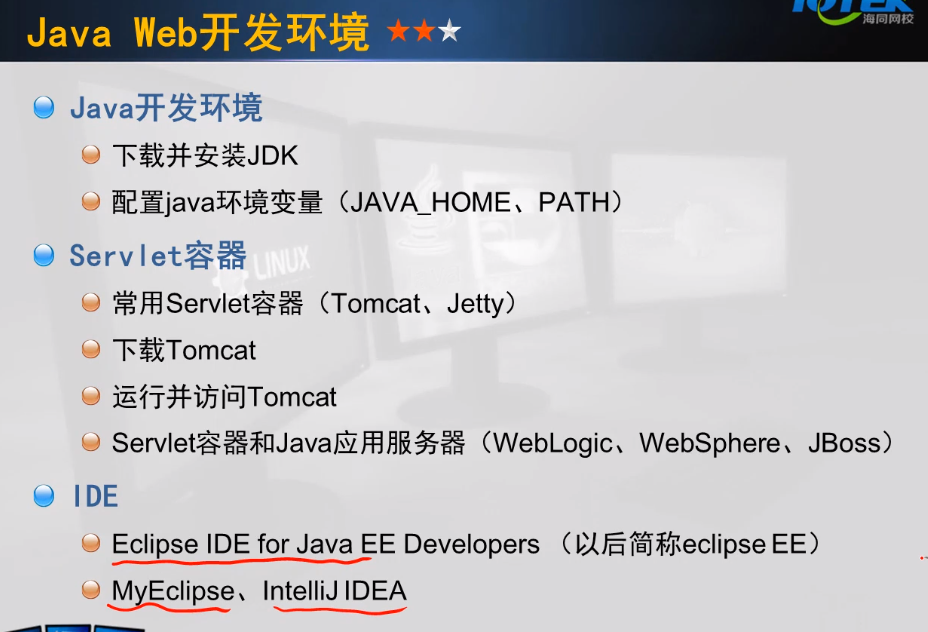 Java Web开发环境
海同网校
Java开发环境
下载并安装JDK
配置java环境变量（JAVA_HOME、PATH）
Servlet容器
LINUX
常用Servlet容器（Tomcat、Jetty）
下载Tomcat
运行并访问Tomcat
Servlet容器和Java应用服务器（WebLogic、WebSphere、JBoss）
IDE
Eclipse IDE for Java EE Developers （以后简称eclipse EE）
MyEclipse、IntelliJ IDEA